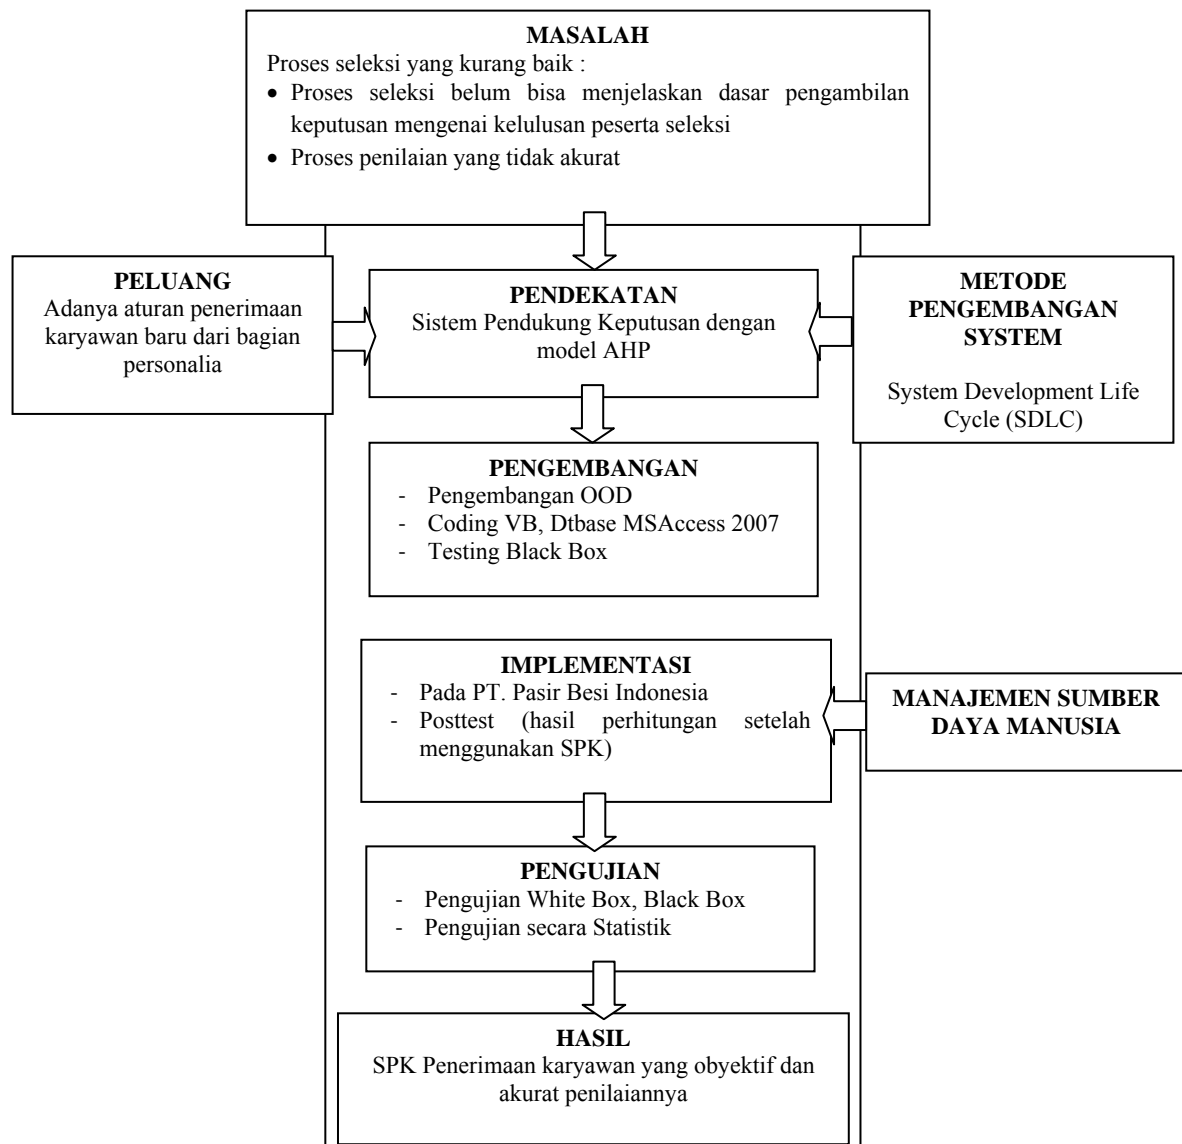 MASALAH
Proses seleksi yang kurang baik :
• Proses seleksi belum bisa menjelaskan dasar pengambilan
keputusan mengenai kelulusan peserta seleksi
• Proses penilaian yang tidak akurat
PELUANG
Adanya aturan penerimaan
karyawan baru dari bagian
personalia
PENDEKATAN
Sistem Pendukung Keputusan dengan
model AHP
METODE
PENGEMBANGAN
SYSTEM
System Development Life
Cycle (SDLC)
PENGEMBANGAN
- Pengembangan OOD
- Coding VB, Dtbase MSAccess 2007
- Testing Black Box
IMPLEMENTASI
- Pada PT. Pasir Besi Indonesia
- Posttest (hasil perhitungan setelah
menggunakan SPK)
MANAJEMEN SUMBER
DAYA MANUSIA
PENGUJIAN
- Pengujian White Box, Black Box
- Pengujian secara Statistik
HASIL
SPK Penerimaan karyawan yang obyektif dan
akurat penilaiannya